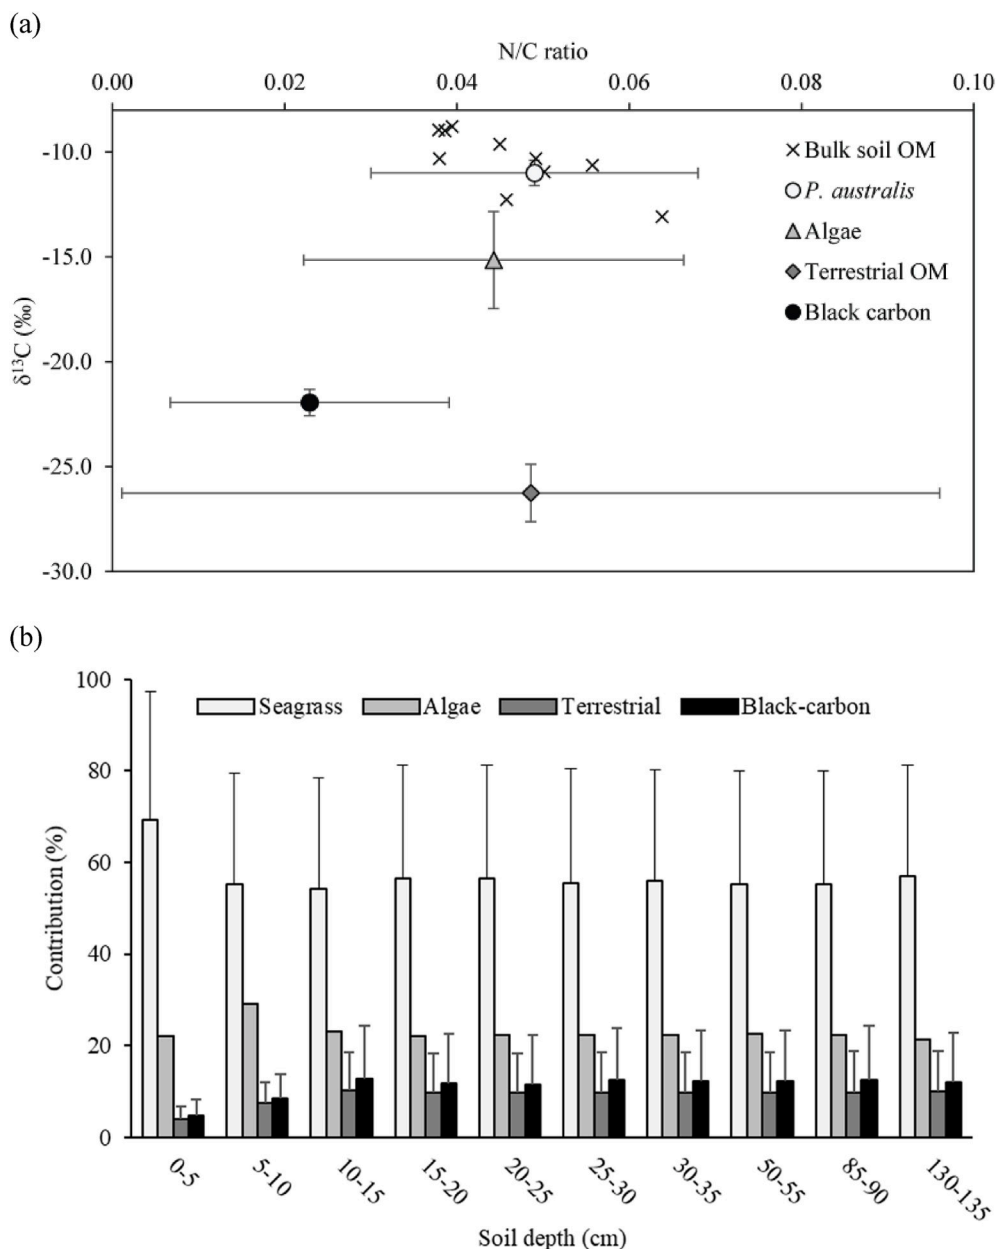 (a)
N/C ratio
0.00 0.02 0.04 0.06 0.08 0.10
-10.0
-15.0
-20.0
-25.0
-30.0
δ¹³C (‰)
Bulk soil OM
P. australis
Algae
Terrestrial OM
Black carbon
(b)
100
80
60
40
20
0
Contribution (%)
Seagrass Algae Terrestrial Black-carbon
0-5 5-10 10-15 15-20 20-25 25-30 30-35 50-55 85-90 130-135
Soil depth (cm)